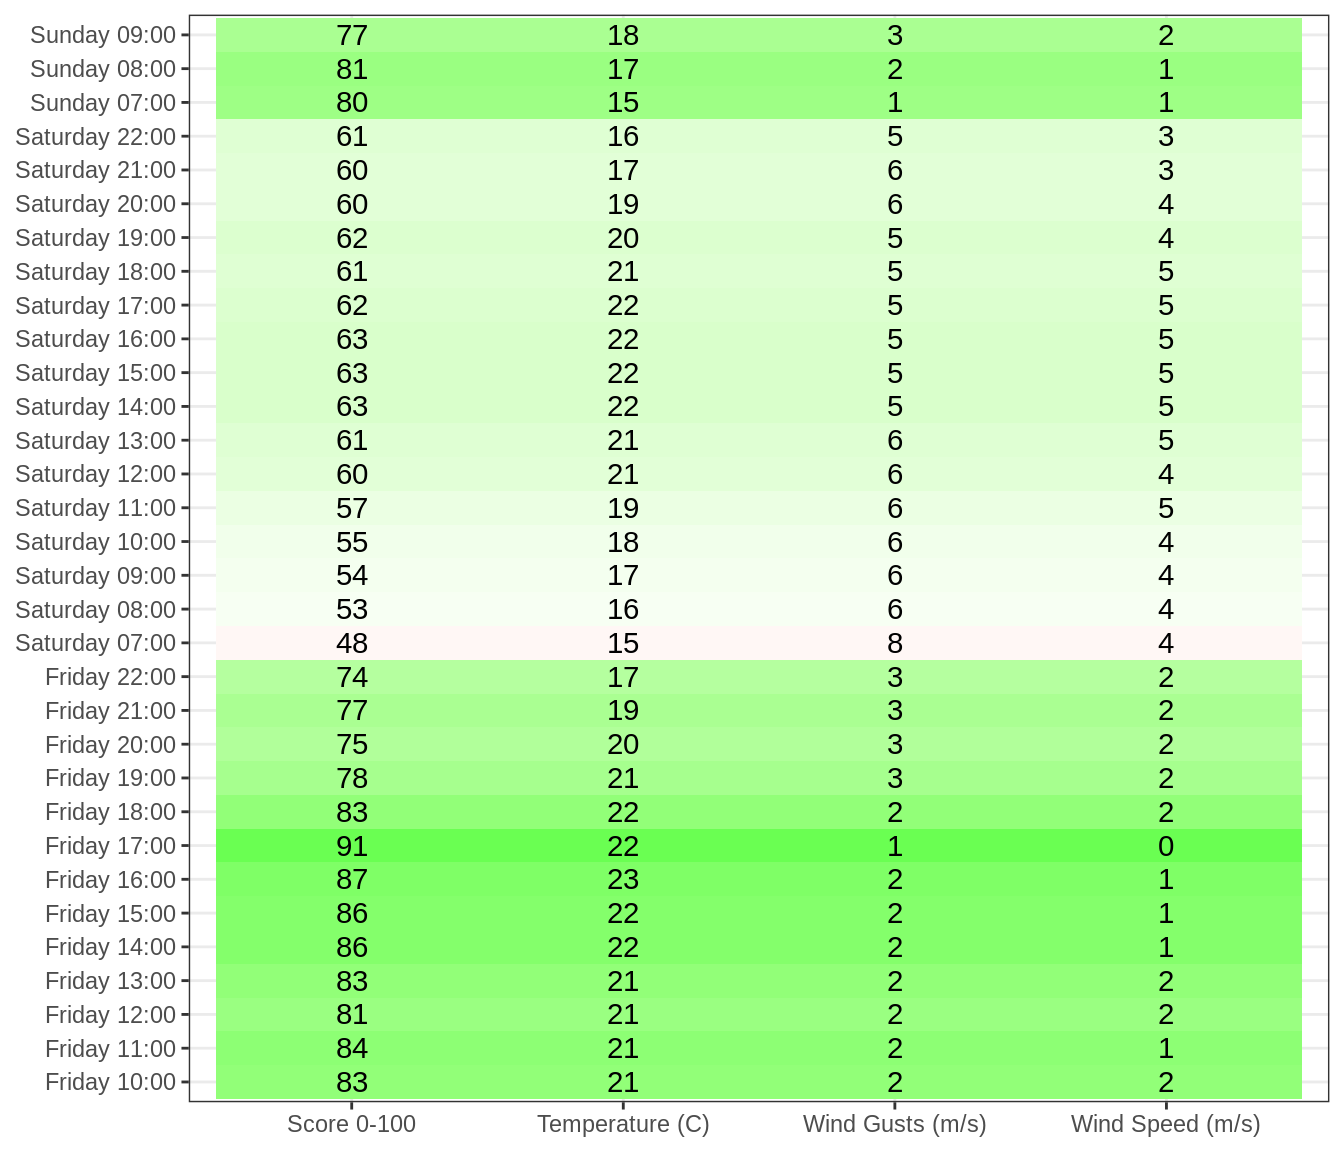 Sunday 09:00 77 18 3 2
Sunday 08:00 81 17 2 1
Sunday 07:00 80 15 1 1
Saturday 22:00 61 16 5 3
Saturday 21:00 60 17 6 3
Saturday 20:00 60 19 6 4
Saturday 19:00 62 20 5 4
Saturday 18:00 61 21 5 5
Saturday 17:00 62 22 5 5
Saturday 16:00 63 22 5 5
Saturday 15:00 63 22 5 5
Saturday 14:00 63 22 5 5
Saturday 13:00 61 21 6 5
Saturday 12:00 60 21 6 4
Saturday 11:00 57 19 6 5
Saturday 10:00 55 18 6 4
Saturday 09:00 54 17 6 4
Saturday 08:00 53 16 6 4
Saturday 07:00 48 15 8 4
Friday 22:00 74 17 3 2
Friday 21:00 77 19 3 2
Friday 20:00 75 20 3 2
Friday 19:00 78 21 3 2
Friday 18:00 83 22 2 2
Friday 17:00 91 22 1 0
Friday 16:00 87 23 2 1
Friday 15:00 86 22 2 1
Friday 14:00 86 22 2 1
Friday 13:00 83 21 2 2
Friday 12:00 81 21 2 2
Friday 11:00 84 21 2 1
Friday 10:00 83 21 2 2
Score 0-100 Temperature (C) Wind Gusts (m/s) Wind Speed (m/s)